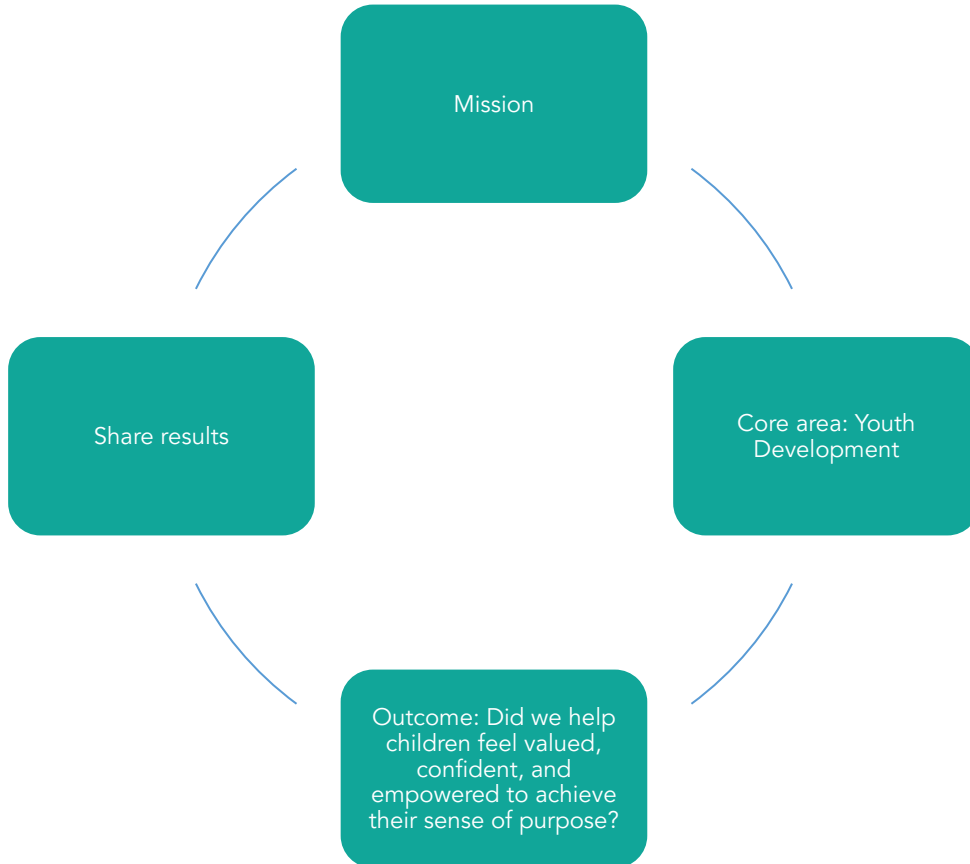 Mission
Core area: Youth
Development
Outcome: Did we help
children feel valued,
confident, and
empowered to achieve
their sense of purpose?
Share results